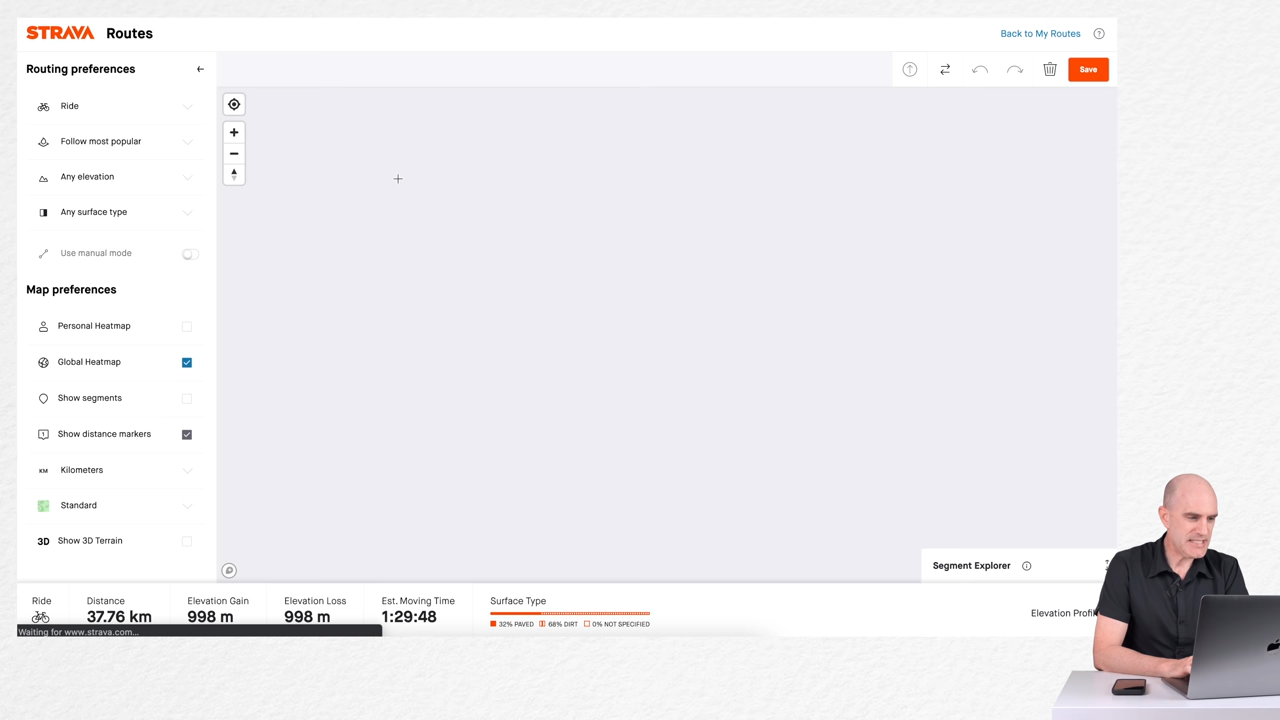 STRAVA Routes
Back to My Routes ?
Routing preferences
Save
Ride
Follow most popular
Any elevation
Any surface type
Use manual mode
Map preferences
Personal Heatmap
Global Heatmap
Show segments
1 Show distance markers
KM Kilometers
Standard
3D Show 3D Terrain
Segment Explorer
Ride
Distance
37.76 km
Elevation Gain
998 m
Elevation Loss
998 m
Est. Moving Time
1:29:48
Surface Type
32% PAVED 68% DIRT 0% NOT SPECIFIED
Waiting for www.strava.com...